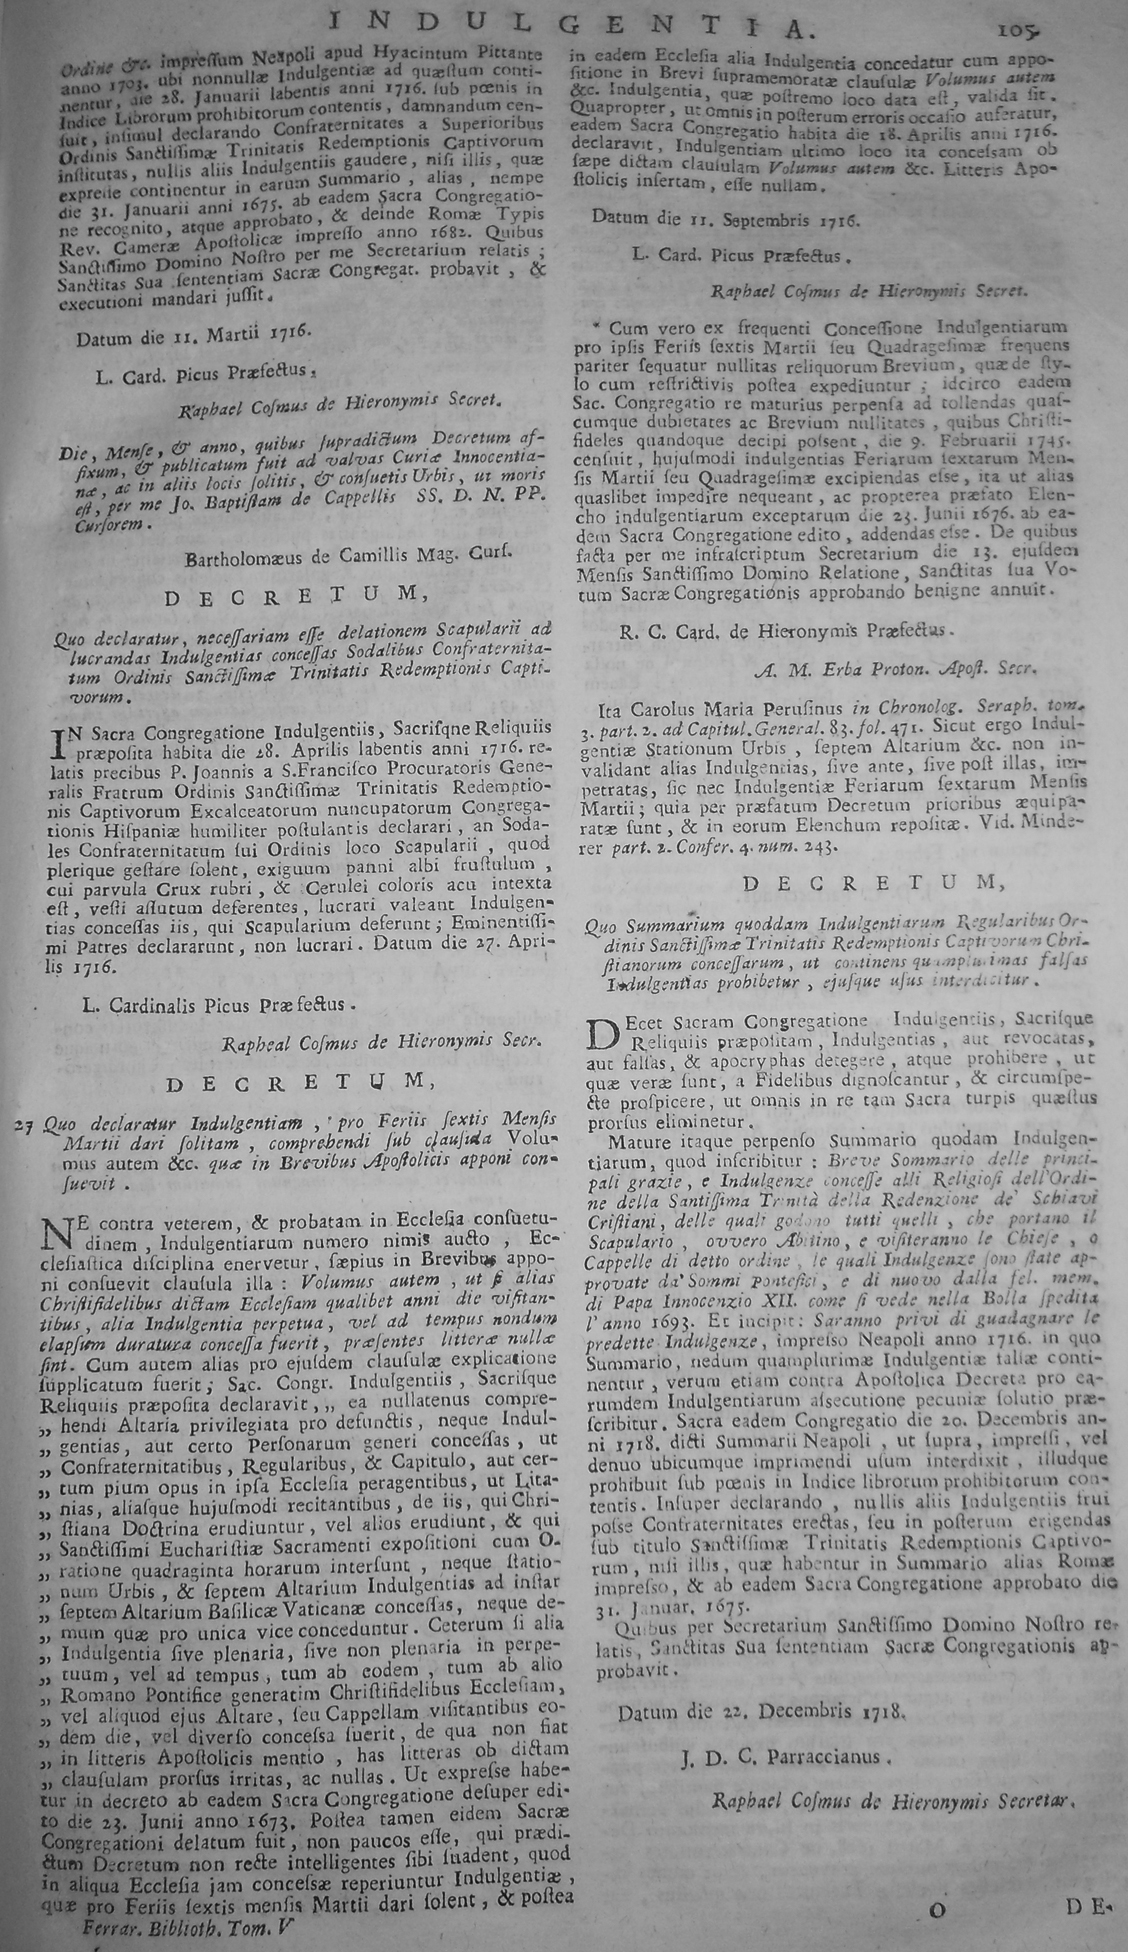 INDULGENTIA.
105
Ordine &c. impreſſum Neapoli apud Hyacintum Pittante
anno 1703. ubi nonnullæ Indulgentiæ ad quæſtum conti-
nentur, die 28. Januarii labentis anni 1716. ſub pœnis in
Indice Librorum prohibitorum contentis, damnandum cen-
ſuit, inſimul declarando Confraternitates a Superioribus
Ordinis Sanctiſſimæ Trinitatis Redemptionis Captivorum
inſtitutas, nullis aliis Indulgentiis gaudere, niſi illis, quæ
expreſſe continentur in earum Summario, alias, nempe
die 31. Januarii anni 1675. ab eadem Sacra Congregatio-
ne recognito, atque approbato, & deinde Romæ Typis
Rev. Cameræ Apoſtolicæ impreſſo anno 1682. Quibus
Sanctiſſimo Domino Noſtro per me Secretarium relatis;
Sanctitas Sua ſententiam Sacræ Congregat. probavit, &
executioni mandari juſſit.
Datum die 11. Martii 1716.
L. Card. Picus Præfectus.
Raphael Coſmus de Hieronymis Secret.
Die, Menſe, & anno, quibus ſupradictum Decretum af-
fixum, & publicatum fuit ad valvas Curiæ Innocentia-
næ, ac in aliis locis ſolitis, & conſuetis Urbis, ut moris
eſt, per me Jo. Baptiſtam de Cappellis SS. D. N. PP.
Curſorem.
Bartholomæus de Camillis Mag. Curſ.
DECRETUM,
Quo declaratur, neceſſariam eſſe delationem Scapularii ad
lucrandas Indulgentias conceſſas Sodalibus Confraternita-
tum Ordinis Sanctiſſimæ Trinitatis Redemptionis Capti-
vorum.
IN Sacra Congregatione Indulgentiis, Sacriſqne Reliquiis
præpoſita habita die 28. Aprilis labentis anni 1716. re-
latis precibus P. Joannis a S. Franciſco Procuratoris Gene-
ralis Fratrum Ordinis Sanctiſſimæ Trinitatis Redemptio-
nis Captivorum Excalceatorum nuncupatorum Congrega-
tionis Hiſpaniæ humiliter poſtulantis declarari, an Soda-
les Confraternitatum ſui Ordinis loco Scapularii, quod
plerique geſtare ſolent, exiguum panni albi fruſtulum,
cui parvula Crux rubri, & Cerulei coloris acu intexta
eſt, veſti aſſutum deferentes, lucrari valeant Indulgen-
tias conceſſas iis, qui Scapularium deferunt; Eminentiſſi-
mi Patres declararunt, non lucrari. Datum die 27. Apri-
lis 1716.
L. Cardinalis Picus Præfectus.
Rapheal Coſmus de Hieronymis Secr.
DECRETUM,
27 Quo declaratur Indulgentiam, pro Feriis ſextis Menſis
Martii dari ſolitam, comprehendi ſub clauſula Volu-
mus autem &c. quæ in Brevibus Apoſtolicis apponi con-
ſuevit.
NE contra veterem, & probatam in Eccleſia conſuetu-
dinem, Indulgentiarum numero nimis aucto, Ec-
cleſiaſtica diſciplina enervetur, ſæpius in Brevibus appo-
ni conſuevit clauſula illa: Volumus autem, ut ſi alias
Chriſtifidelibus dictam Eccleſiam qualibet anni die viſitan-
tibus, alia Indulgentia perpetua, vel ad tempus nondum
elapſum duratura conceſſa fuerit, præſentes litteræ nullæ
ſint. Cum autem alias pro ejuſdem clauſulæ explicatione
ſupplicatum fuerit; Sac. Congr. Indulgentiis, Sacriſque
Reliquiis præpoſita declaravit, „ ea nullatenus compre-
„ hendi Altaria privilegiata pro defunctis, neque Indul-
„ gentias, aut certo Perſonarum generi conceſſas, ut
„ Confraternitatibus, Regularibus, & Capitulo, aut cer-
„ tum pium opus in ipſa Eccleſia peragentibus, ut Lita-
„ nias, aliaſque hujuſmodi recitantibus, de iis, qui Chri-
„ ſtiana Doctrina erudiuntur, vel alios erudiunt, & qui
„ Sanctiſſimi Euchariſtiæ Sacramenti expoſitioni cum O-
„ ratione quadraginta horarum interſunt, neque ſtatio-
„ num Urbis, & ſeptem Altarium Indulgentias ad inſtar
„ ſeptem Altarium Baſilicæ Vaticanæ conceſſas, neque de-
„ mum quæ pro unica vice conceduntur. Ceterum ſi alia
„ Indulgentia ſive plenaria, ſive non plenaria in perpe-
„ tuum, vel ad tempus, tum ab eodem, tum ab alio
„ Romano Pontifice generatim Chriſtifidelibus Eccleſiam,
„ vel aliquod ejus Altare, ſeu Cappellam viſitantibus eo-
„ dem die, vel diverſo conceſſa fuerit, de qua non fiat
„ in litteris Apoſtolicis mentio, has litteras ob dictam
„ clauſulam prorſus irritas, ac nullas. Ut expreſse habe-
tur in decreto ab eadem Sacra Congregatione deſuper edi-
to die 23. Junii anno 1673. Poſtea tamen eidem Sacræ
Congregationi delatum fuit, non paucos eſſe, qui prædi-
ctum Decretum non recte intelligentes ſibi ſuadent, quod
in aliqua Eccleſia jam conceſsæ reperiuntur Indulgentiæ,
quæ pro Feriis ſextis menſis Martii dari ſolent, & poſtea
Ferrar. Biblioth. Tom. V
in eadem Eccleſia alia Indulgentia concedatur cum appo-
ſitione in Brevi ſupramemoratæ clauſulæ Volumus autem
&c. Indulgentia, quæ poſtremo loco data eſt, valida ſit.
Quapropter, ut omnis in poſterum erroris occaſio auferatur,
eadem Sacra Congregatio habita die 18. Aprilis anni 1716.
declaravit, Indulgentiam ultimo loco ita conceſsam ob
ſæpe dictam clauſulam Volumus autem &c. Litteris Apo-
ſtolicis inſertam, eſſe nullam.
Datum die 11. Septembris 1716.
L. Card. Picus Præfectus.
Raphael Coſmus de Hieronymis Secret.
* Cum vero ex frequenti Conceſſione Indulgentiarum
pro ipſis Feriis ſextis Martii ſeu Quadrageſimæ frequens
pariter ſequatur nullitas reliquorum Brevium, quæ de ſty-
lo cum reſtrictivis poſtea expediuntur; idcirco eadem
Sac. Congregatio re maturius perpenſa ad tollendas quaſ-
cumque dubietates ac Brevium nullitates, quibus Chriſti-
fideles quandoque decipi poſsent, die 9. Februarii 1745.
cenſuit, hujuſmodi indulgentias Feriarum ſextarum Men-
ſis Martii ſeu Quadrageſimæ excipiendas eſse, ita ut alias
quaslibet impedire nequeant, ac propterea præfato Elen-
cho indulgentiarum exceptarum die 23. Junii 1676. ab ea-
dem Sacra Congregatione edito, addendas eſse. De quibus
facta per me infraſcriptum Secretarium die 13. ejuſdem
Menſis Sanctiſſimo Domino Relatione, Sanctitas ſua Vo-
tum Sacræ Congregationis approbando benigne annuit.
R. C. Card. de Hieronymis Præfectus.
A. M. Erba Proton. Apoſt. Secr.
Ita Carolus Maria Peruſinus in Chronolog. Seraph. tom.
3. part. 2. ad Capitul. General. 83. fol. 471. Sicut ergo Indul-
gentiæ Stationum Urbis, ſeptem Altarium &c. non in-
validant alias Indulgentias, ſive ante, ſive poſt illas, im-
petratas, ſic nec Indulgentiæ Feriarum ſextarum Menſis
Martii; quia per præfatum Decretum prioribus æquipa-
ratæ ſunt, & in eorum Elenchum repoſitæ. Vid. Minde-
rer part. 2. Confer. 4. num. 243.
DECRETUM,
Quo Summarium quoddam Indulgentiarum Regularibus Or-
dinis Sanctiſſimæ Trinitatis Redemptionis Captivorum Chri-
ſtianorum conceſſarum, ut continens quamplurimas falſas
Indulgentias prohibetur, ejuſque uſus interdicitur.
DEcet Sacram Congregatione Indulgentiis, Sacriſque
Reliquiis præpoſitam, Indulgentias, aut revocatas,
aut falſas, & apocryphas detegere, atque prohibere, ut
quæ veræ ſunt, a Fidelibus dignoſcantur, & circumſpe-
cte proſpicere, ut omnis in re tam Sacra turpis quæſtus
prorſus eliminetur.
Mature itaque perpenſo Summario quodam Indulgen-
tiarum, quod inſcribitur: Breve Sommario delle princi-
pali grazie, e Indulgenze conceſſe alli Religioſi dell'Ordi-
ne della Santiſſima Trinità della Redenzione de' Schiavi
Criſtiani, delle quali godono tutti quelli, che portano il
Scapulario, ovvero Abitino, e viſiteranno le Chieſe, o
Cappelle di detto ordine, le quali Indulgenze ſono ſtate ap-
provate da' Sommi Pontefici, e di nuovo dalla fel. mem.
di Papa Innocenzio XII. come ſi vede nella Bolla ſpedita
l'anno 1693. Et incipit: Saranno privi di guadagnare le
predette Indulgenze, impreſso Neapoli anno 1716. in quo
Summario, nedum quamplurimæ Indulgentiæ falſæ conti-
nentur, verum etiam contra Apoſtolica Decreta pro ea-
rumdem Indulgentiarum aſsecutione pecuniæ ſolutio præ-
ſcribitur. Sacra eadem Congregatio die 20. Decembris an-
ni 1718. dicti Summarii Neapoli, ut ſupra, impreſſi, vel
denuo ubicumque imprimendi uſum interdixit, illudque
prohibuit ſub pœnis in Indice librorum prohibitorum con-
tentis. Inſuper declarando, nullis aliis Indulgentiis frui
poſse Confraternitates erectas, ſeu in poſterum erigendas
ſub titulo Sanctiſſimæ Trinitatis Redemptionis Captivo-
rum, niſi illis, quæ habentur in Summario alias Romæ
impreſso, & ab eadem Sacra Congregatione approbato die
31. Januar. 1675.
Quibus per Secretarium Sanctiſſimo Domino Noſtro re-
latis, Sanctitas Sua ſententiam Sacræ Congregationis ap-
probavit.
Datum die 22. Decembris 1718.
J. D. C. Parraccianus.
Raphael Coſmus de Hieronymis Secretar.
O
DE-